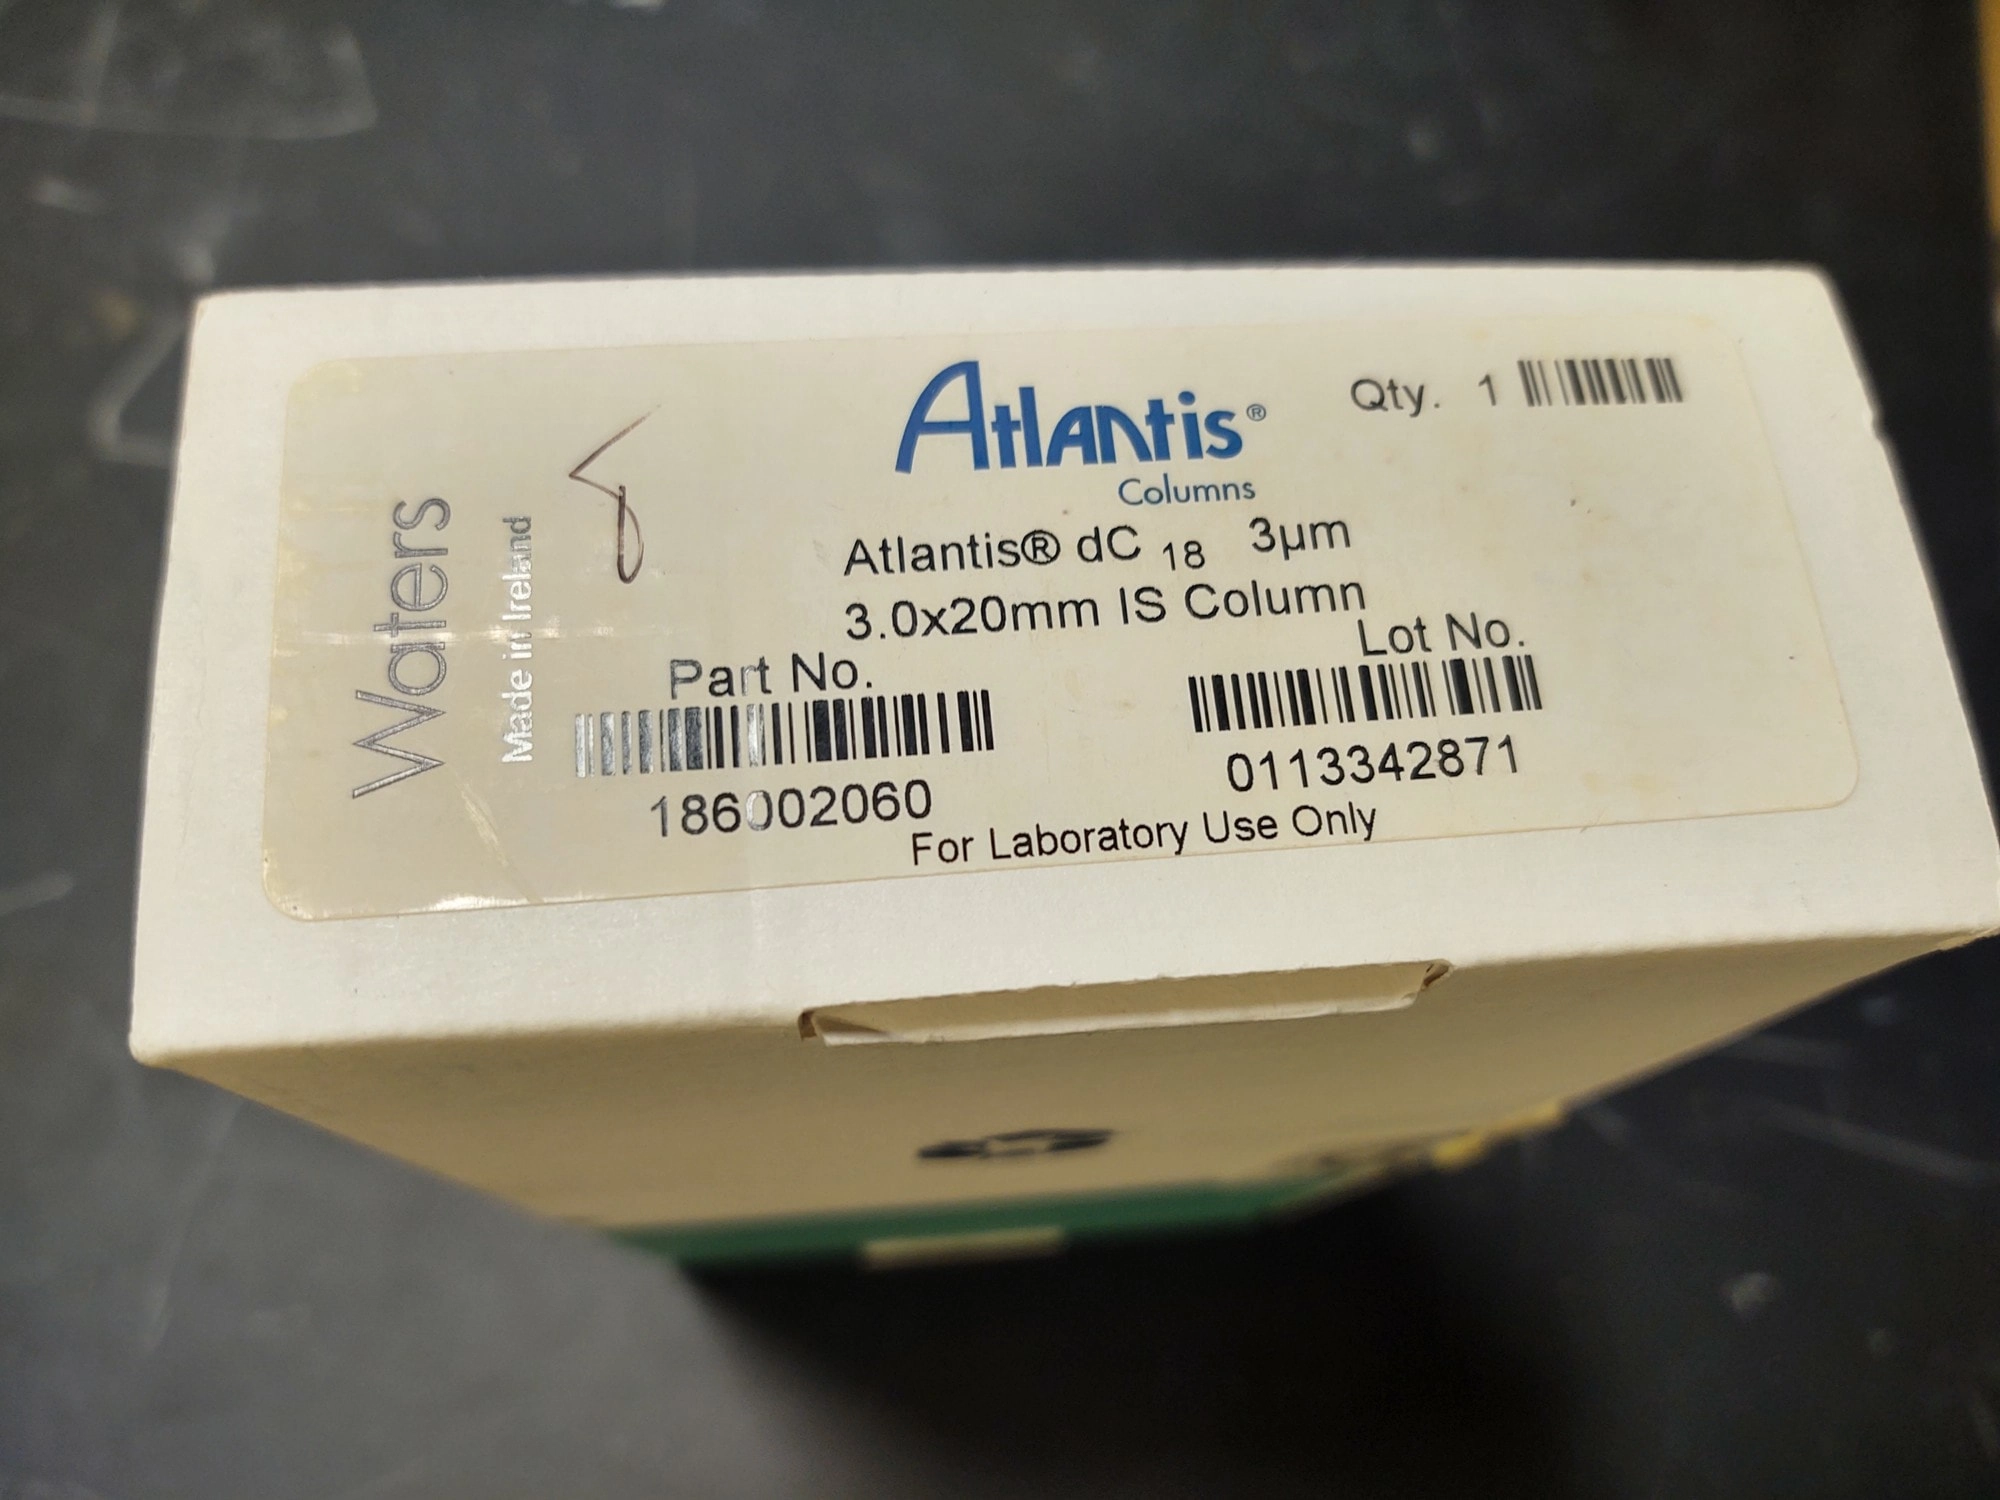 Waters
Made in Ireland
Atlantis®
Columns
Qty. 1
Atlantis® dC 18 3µm
3.0x20mm IS Column
Part No.
186002060
Lot No.
0113342871
For Laboratory Use Only